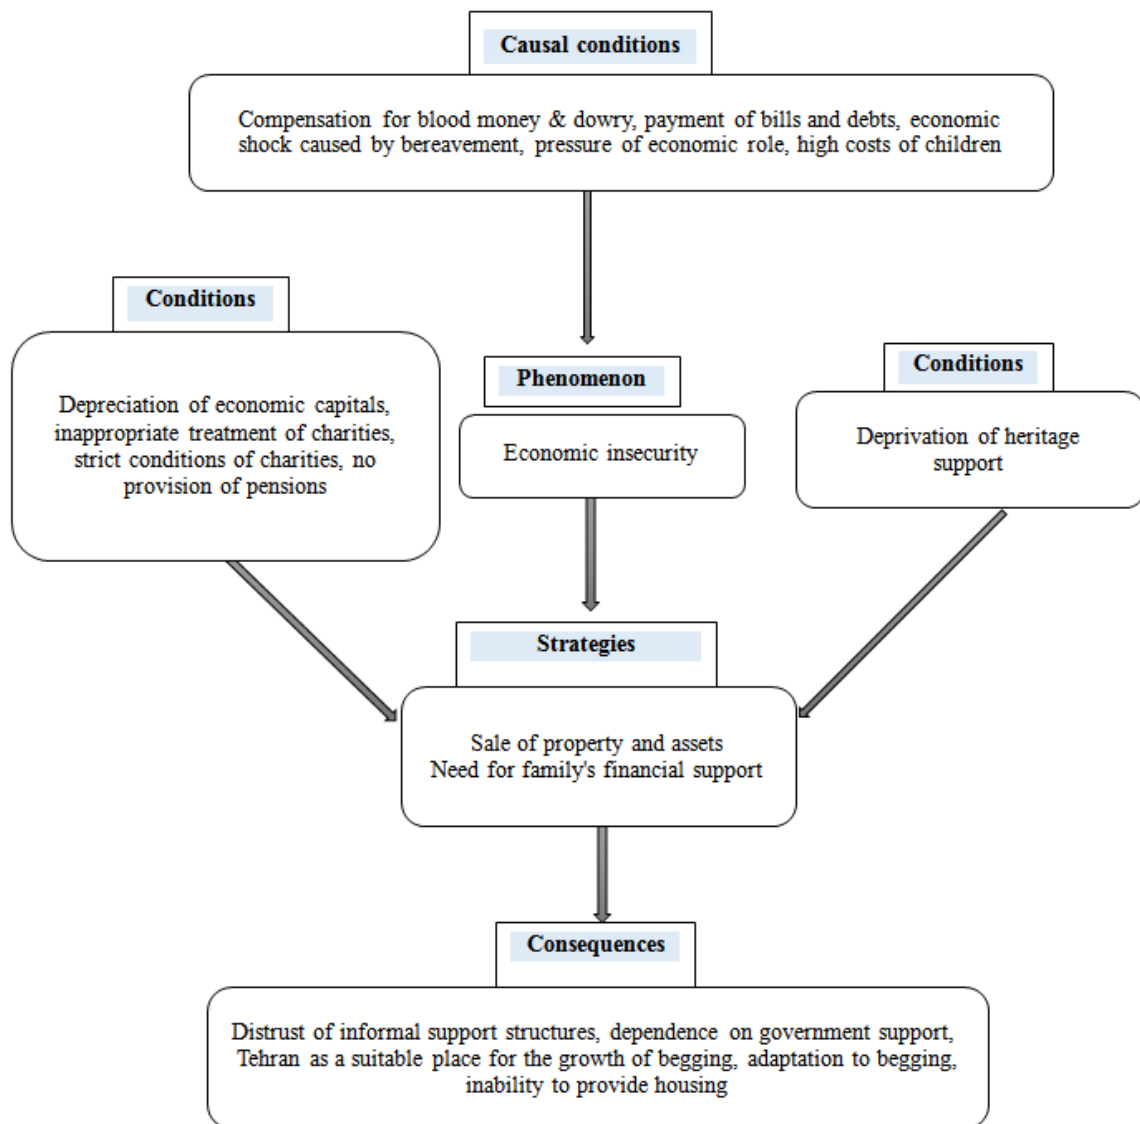 Causal conditions
Compensation for blood money & dowry, payment of bills and debts, economic
shock caused by bereavement, pressure of economic role, high costs of children
Conditions
Depreciation of economic capitals,
inappropriate treatment of charities,
strict conditions of charities, no
provision of pensions
Phenomenon
Economic insecurity
Conditions
Deprivation of heritage
support
Strategies
Sale of property and assets
Need for family's financial support
Consequences
Distrust of informal support structures, dependence on government support,
Tehran as a suitable place for the growth of begging, adaptation to begging,
inability to provide housing